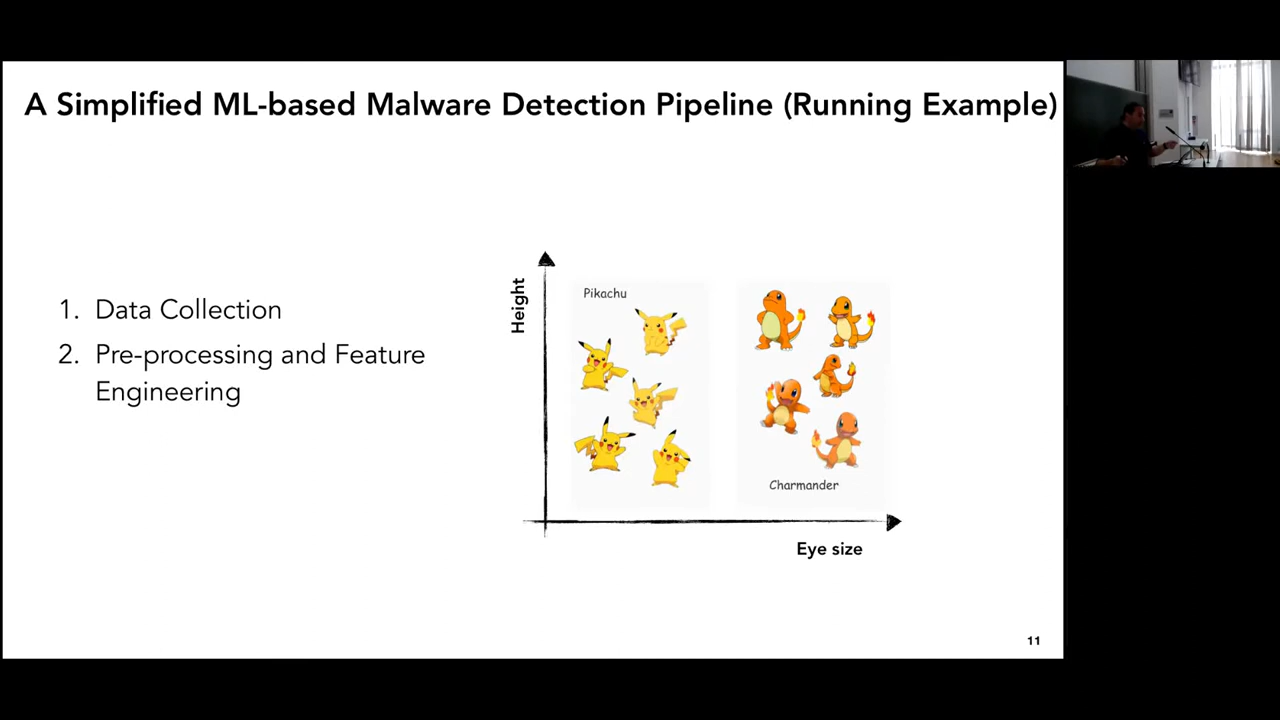 A Simplified ML-based Malware Detection Pipeline (Running Example)
1. Data Collection
2. Pre-processing and Feature
Engineering
Height
Pikachu
Charmander
Eye size
11